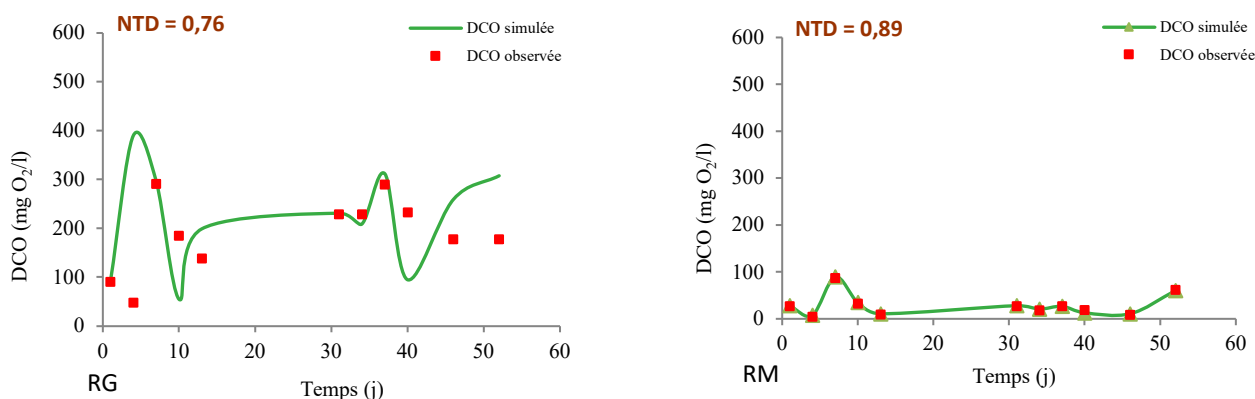 NTD = 0,76
DCO simulée
DCO observée
600
500
400
300
200
100
0
DCO (mg O₂/l)
0 10 20 30 40 50 60
RG
Temps (j)
NTD = 0,89
DCO simulée
DCO observée
600
500
400
300
200
100
0
DCO (mg O₂/l)
0 10 20 30 40 50 60
RM
Temps (j)